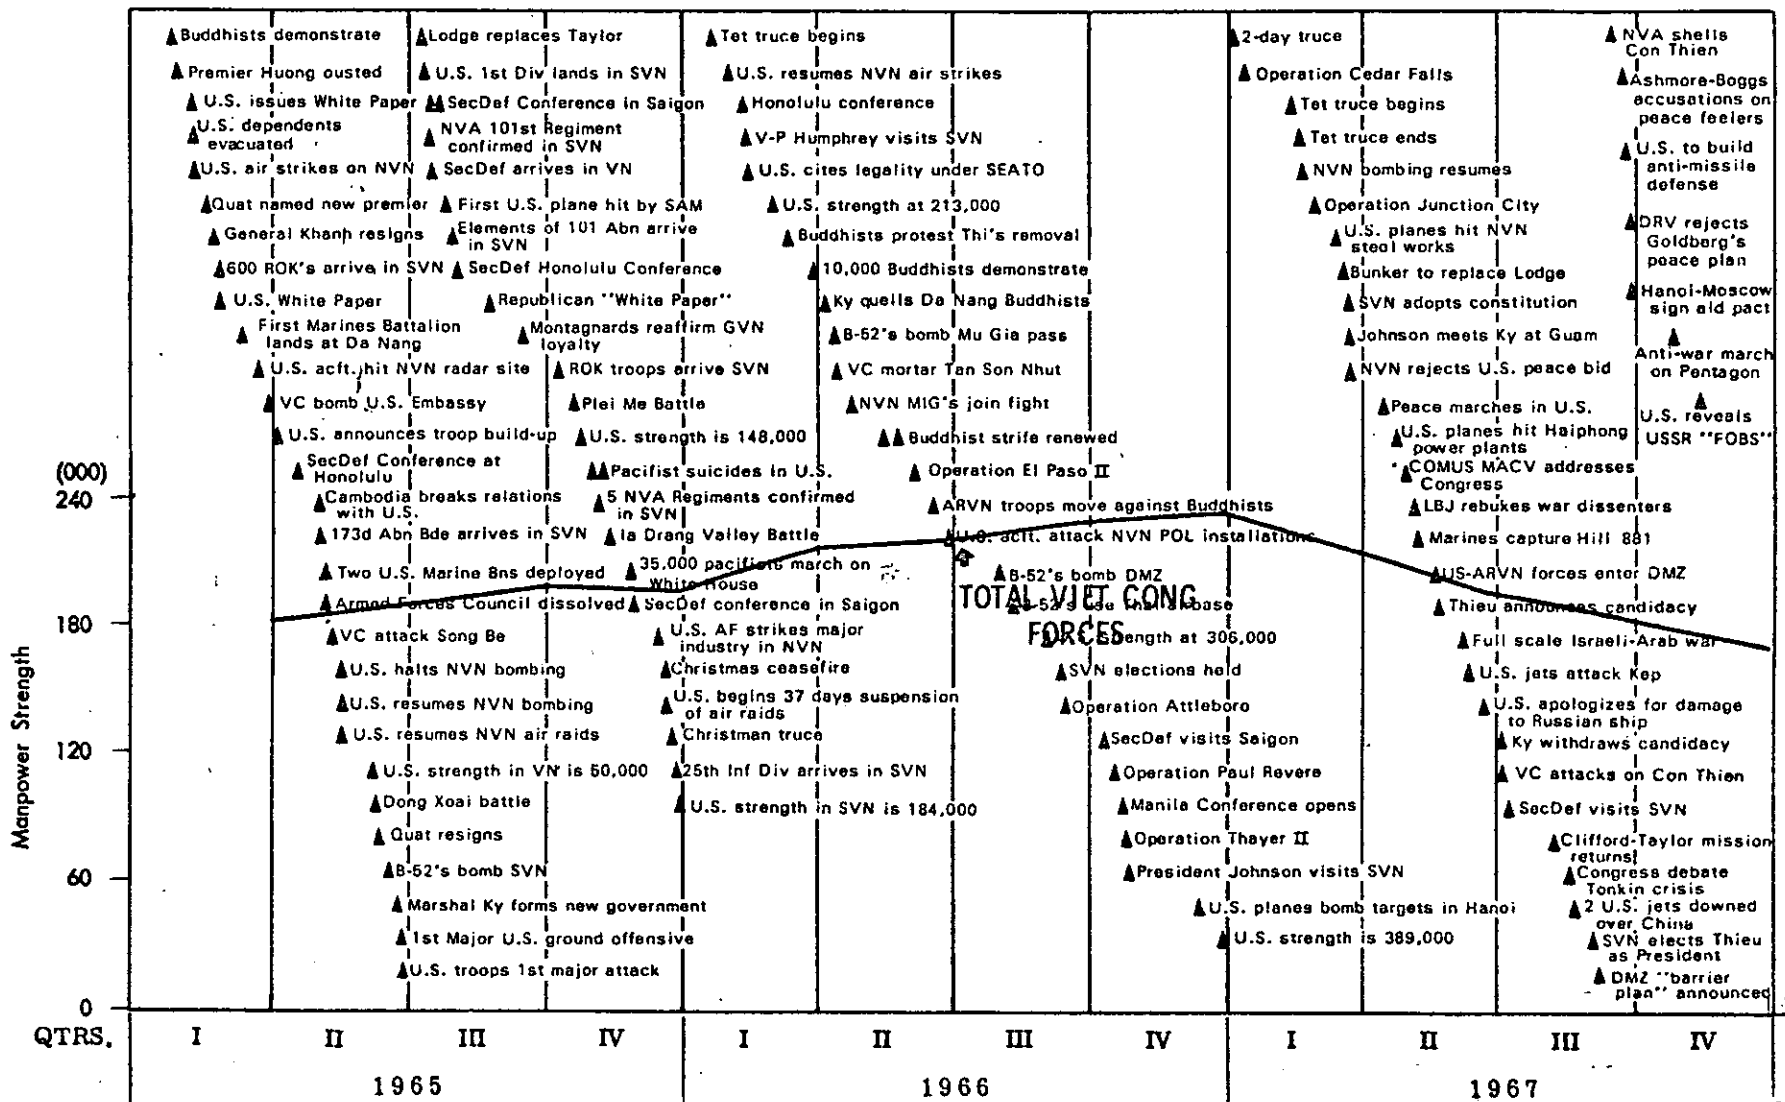 Buddhists demonstrate
Premier Huong ousted
U.S. issues White Paper
U.S. dependents
evacuated
U.S. air strikes on NVN
Quat named new premier
General Khanh resigns
600 ROK's arrive in SVN
U.S. White Paper
First Marines Battalion
lands at Da Nang
U.S. acft. hit NVN radar site
VC bomb U.S. Embassy
U.S. announces troop build-up
SecDef Conference at
Honolulu
Cambodia breaks relations
with U.S.
173d Abn Bde arrives in SVN
Two U.S. Marine Bns deployed
Armed Forces Council dissolved
VC attack Song Be
U.S. halts NVN bombing
U.S. resumes NVN bombing
U.S. resumes NVN air raids
U.S. strength in VN is 50,000
Dong Xoai battle
Quat resigns
B-52's bomb SVN
Marshal Ky forms new government
1st Major U.S. ground offensive
U.S. troops 1st major attack
Lodge replaces Taylor
U.S. 1st Div lands in SVN
SecDef Conference in Saigon
NVA 101st Regiment
confirmed in SVN
SecDef arrives in VN
First U.S. plane hit by SAM
Elements of 101 Abn arrive
in SVN
SecDef Honolulu Conference
Republican "White Paper"
Montagnards reaffirm GVN
loyalty
ROK troops arrive SVN
Plei Me Battle
U.S. strength is 148,000
Pacifist suicides in U.S.
5 NVA Regiments confirmed
in SVN
Ia Drang Valley Battle
35.000 pacifists march on
White House
SecDef conference in Saigon
U.S. AF strikes major
industry in NVN
Christmas ceasefire
U.S. begins 37 days suspension
of air raids
Christman truce
25th Inf Div arrives in SVN
U.S. strength in SVN is 184,000
Tet truce begins
U.S. resumes NVN air strikes
Honolulu conference
V-P Humphrey visits SVN
U.S. cites legality under SEATO
U.S. strength at 213,000
Buddhists protest Thi's removal
10,000 Buddhists demonstrate
Ky quells Da Nang Buddhists
B-52's bomb Mu Gia pass
VC mortar Tan Son Nhut
NVN MIG's join fight
Buddhist strife renewed
Operation El Paso II
ARVN troops move against Buddhists
U.S. acft. attack NVN POL installations
B-52's bomb DMZ
B-52's use Thai airbase
TOTAL VIET CONG
FORCES
strength at 306,000
SVN elections held
Operation Attleboro
SecDef visits Saigon
Operation Paul Revere
Manila Conference opens
Operation Thayer II
President Johnson visits SVN
U.S. planes bomb targets in Hanoi
U.S. strength is 389,000
2-day truce
Operation Cedar Falls
Tet truce begins
Tet truce ends
NVN bombing resumes
Operation Junction City
U.S. planes hit NVN
steel works
Bunker to replace Lodge
SVN adopts constitution
Johnson meets Ky at Guam
NVN rejects U.S. peace bid
Peace marches in U.S.
U.S. planes hit Haiphong
power plants
COMUS MACV addresses
Congress
LBJ rebukes war dissenters
Marines capture Hill 881
US-ARVN forces enter DMZ
Thieu announces candidacy
Full scale Israeli-Arab war
U.S. jets attack Kep
U.S. apologizes for damage
to Russian ship
Ky withdraws candidacy
VC attacks on Con Thien
SecDef visits SVN
Clifford-Taylor mission
returns
Congress debate
Tonkin crisis
2 U.S. jets downed
over China
SVN elects Thieu
as President
DMZ "barrier
plan" announced
NVA shells
Con Thien
Ashmore-Boggs
accusations on
peace feelers
U.S. to build
anti-missile
defense
DRV rejects
Goldberg's
peace plan
Hanoi-Moscow
sign aid pact
Anti-war march
on Pentagon
U.S. reveals
USSR "FOBS"
(000)
240
180
120
60
0
Manpower Strength
QTRS. I II III IV I II III IV I II III IV
1965 1966 1967